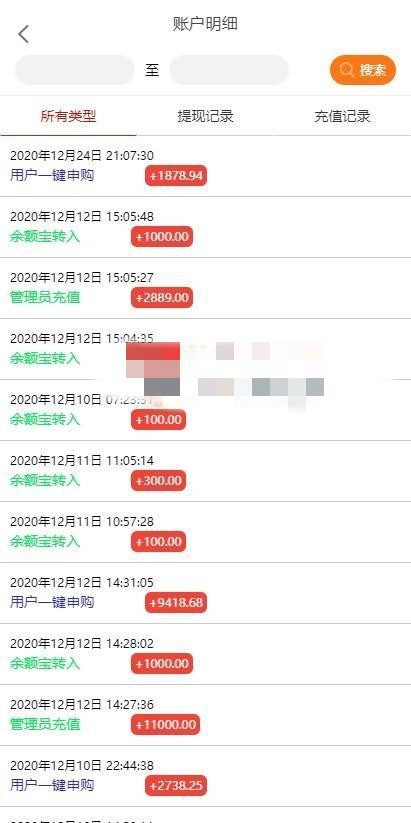 账户明细
至
搜索
所有类型 提现记录 充值记录
2020年12月24日 21:07:30
用户一键申购 +1878.94
2020年12月12日 15:05:48
余额宝转入 +1000.00
2020年12月12日 15:05:27
管理员充值 +2889.00
2020年12月12日 15:04:35
余额宝转入
2020年12月10日 07:23:31
余额宝转入 +100.00
2020年12月11日 11:05:14
余额宝转入 +300.00
2020年12月11日 10:57:28
余额宝转入 +100.00
2020年12月12日 14:31:05
用户一键申购 +9418.68
2020年12月12日 14:28:02
余额宝转入 +1000.00
2020年12月12日 14:27:36
管理员充值 +11000.00
2020年12月10日 22:44:38
用户一键申购 +2738.25